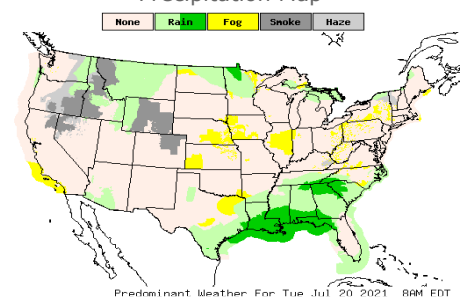 Precipitation Map
None Rain Fog Smoke Haze
Predominant Weather For Tue Jul 20 2021 8AM EDT